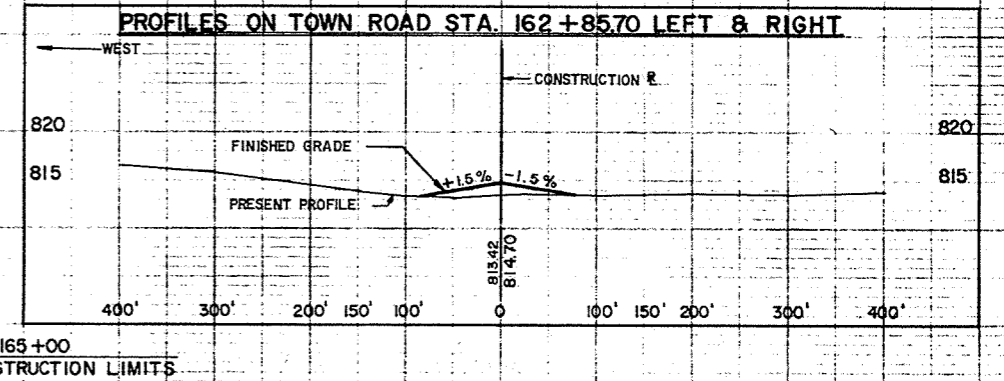 PROFILES ON TOWN ROAD STA. 162+85.70 LEFT & RIGHT
WEST
CONSTRUCTION ⅊
820 820
FINISHED GRADE
+1.5% -1.5%
815 815
PRESENT PROFILE
813.42
814.70
400' 300' 200' 100' 0 100' 200' 300' 400'
165+00
STRUCTION LIMITS